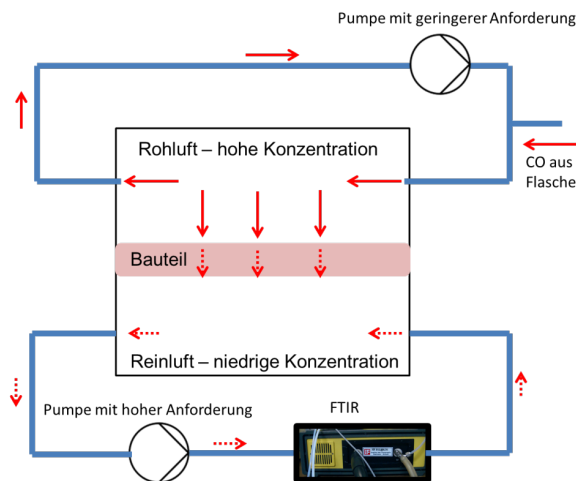 Pumpe mit geringerer Anforderung
Rohluft – hohe Konzentration
CO aus
Flasche
Bauteil
Reinluft – niedrige Konzentration
Pumpe mit hoher Anforderung
FTIR